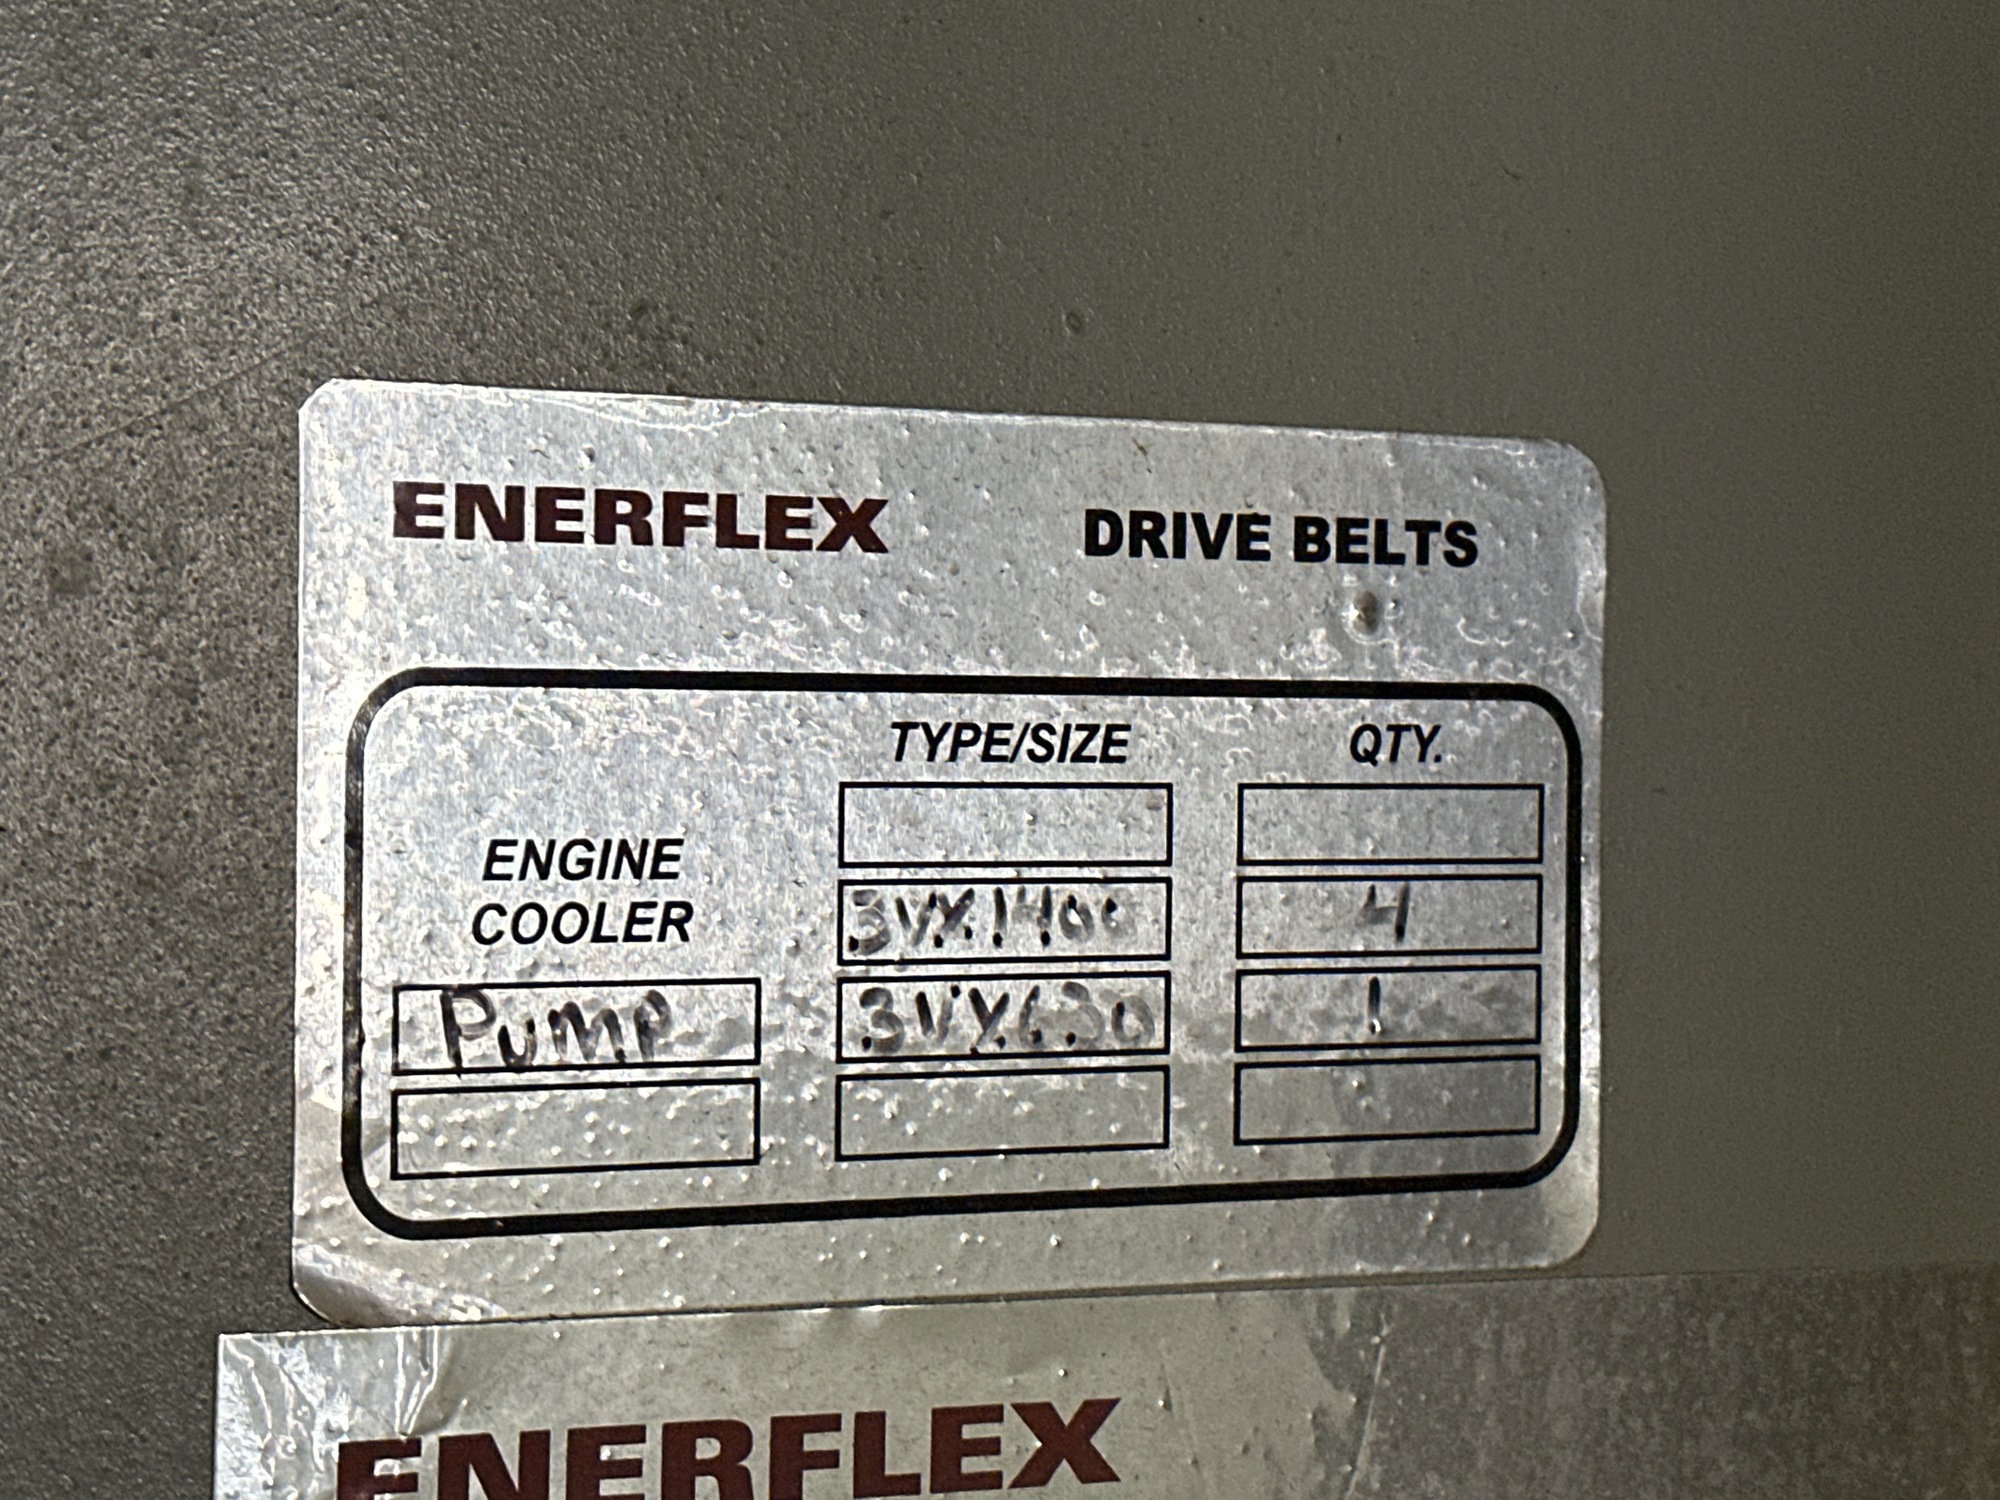 ENERFLEX DRIVE BELTS
TYPE/SIZE QTY.
ENGINE
COOLER 3VX1400 4
Pump 3VX630 1
ENERFLEX